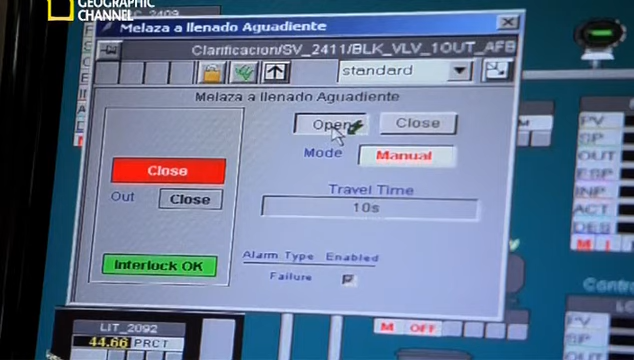 GEOGRAPHIC
CHANNEL
Melaza a llenado Aguadiente
Clarificacion/SV_2411/BLK_VLV_1OUT_AFB
standard
Melaza a llenado Aguadiente
Open
Close
Mode
Manual
Close
Out
Close
Travel Time
10s
Interlock OK
Alarm Type
Enabled
Failure
LIT_2092
44.66 PRCT
M OFF
PV
SP
OUT
ESP
INP
ACT
DES
M L
PV
SP